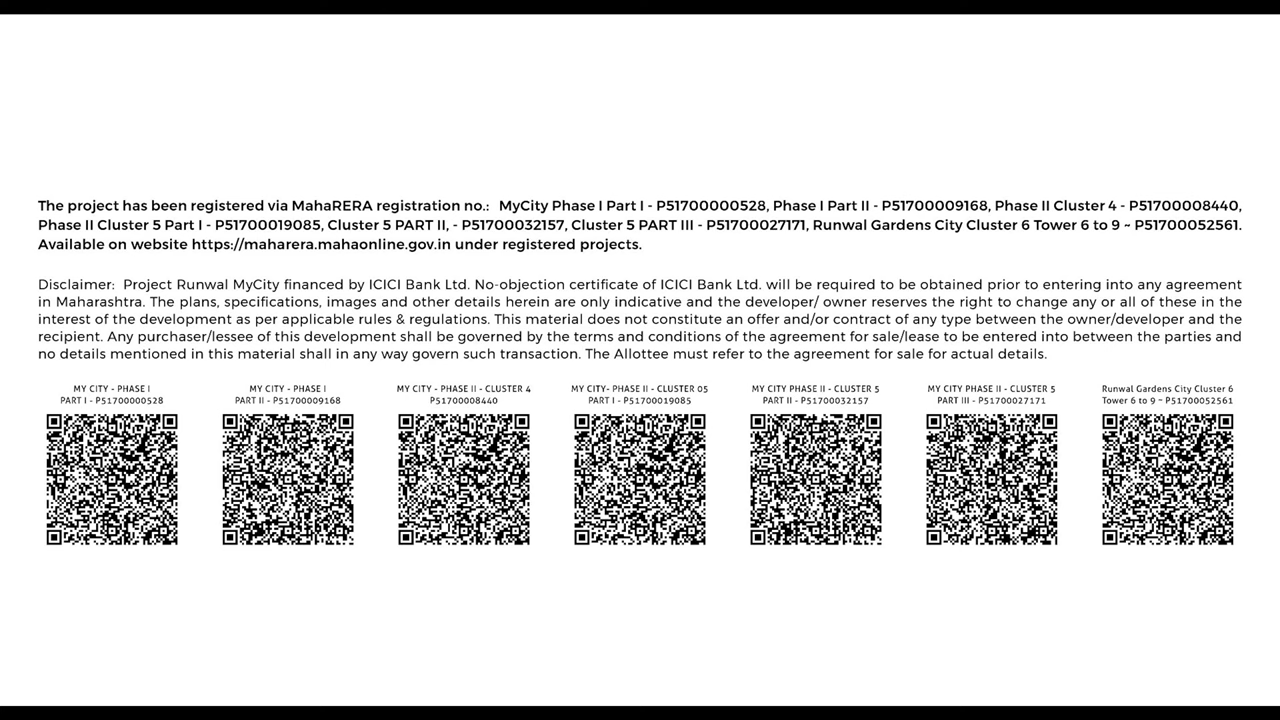 The project has been registered via MahaRERA registration no.: MyCity Phase I Part I - P51700000528, Phase I Part II - P51700009168, Phase II Cluster 4 - P51700008440,
Phase II Cluster 5 Part I - P51700019085, Cluster 5 PART II, - P51700032157, Cluster 5 PART III - P51700027171, Runwal Gardens City Cluster 6 Tower 6 to 9 ~ P51700052561.
Available on website https://maharera.mahaonline.gov.in under registered projects.
Disclaimer: Project Runwal MyCity financed by ICICI Bank Ltd. No-objection certificate of ICICI Bank Ltd. will be required to be obtained prior to entering into any agreement
in Maharashtra. The plans, specifications, images and other details herein are only indicative and the developer/ owner reserves the right to change any or all of these in the
interest of the development as per applicable rules & regulations. This material does not constitute an offer and/or contract of any type between the owner/developer and the
recipient. Any purchaser/lessee of this development shall be governed by the terms and conditions of the agreement for sale/lease to be entered into between the parties and
no details mentioned in this material shall in any way govern such transaction. The Allottee must refer to the agreement for sale for actual details.
MY CITY - PHASE I
PART I - P51700000528
MY CITY - PHASE I
PART II - P51700009168
MY CITY - PHASE II - CLUSTER 4
P51700008440
MY CITY- PHASE II - CLUSTER 05
PART I - P51700019085
MY CITY PHASE II - CLUSTER 5
PART II - P51700032157
MY CITY PHASE II - CLUSTER 5
PART III - P51700027171
Runwal Gardens City Cluster 6
Tower 6 to 9 ~ P51700052561